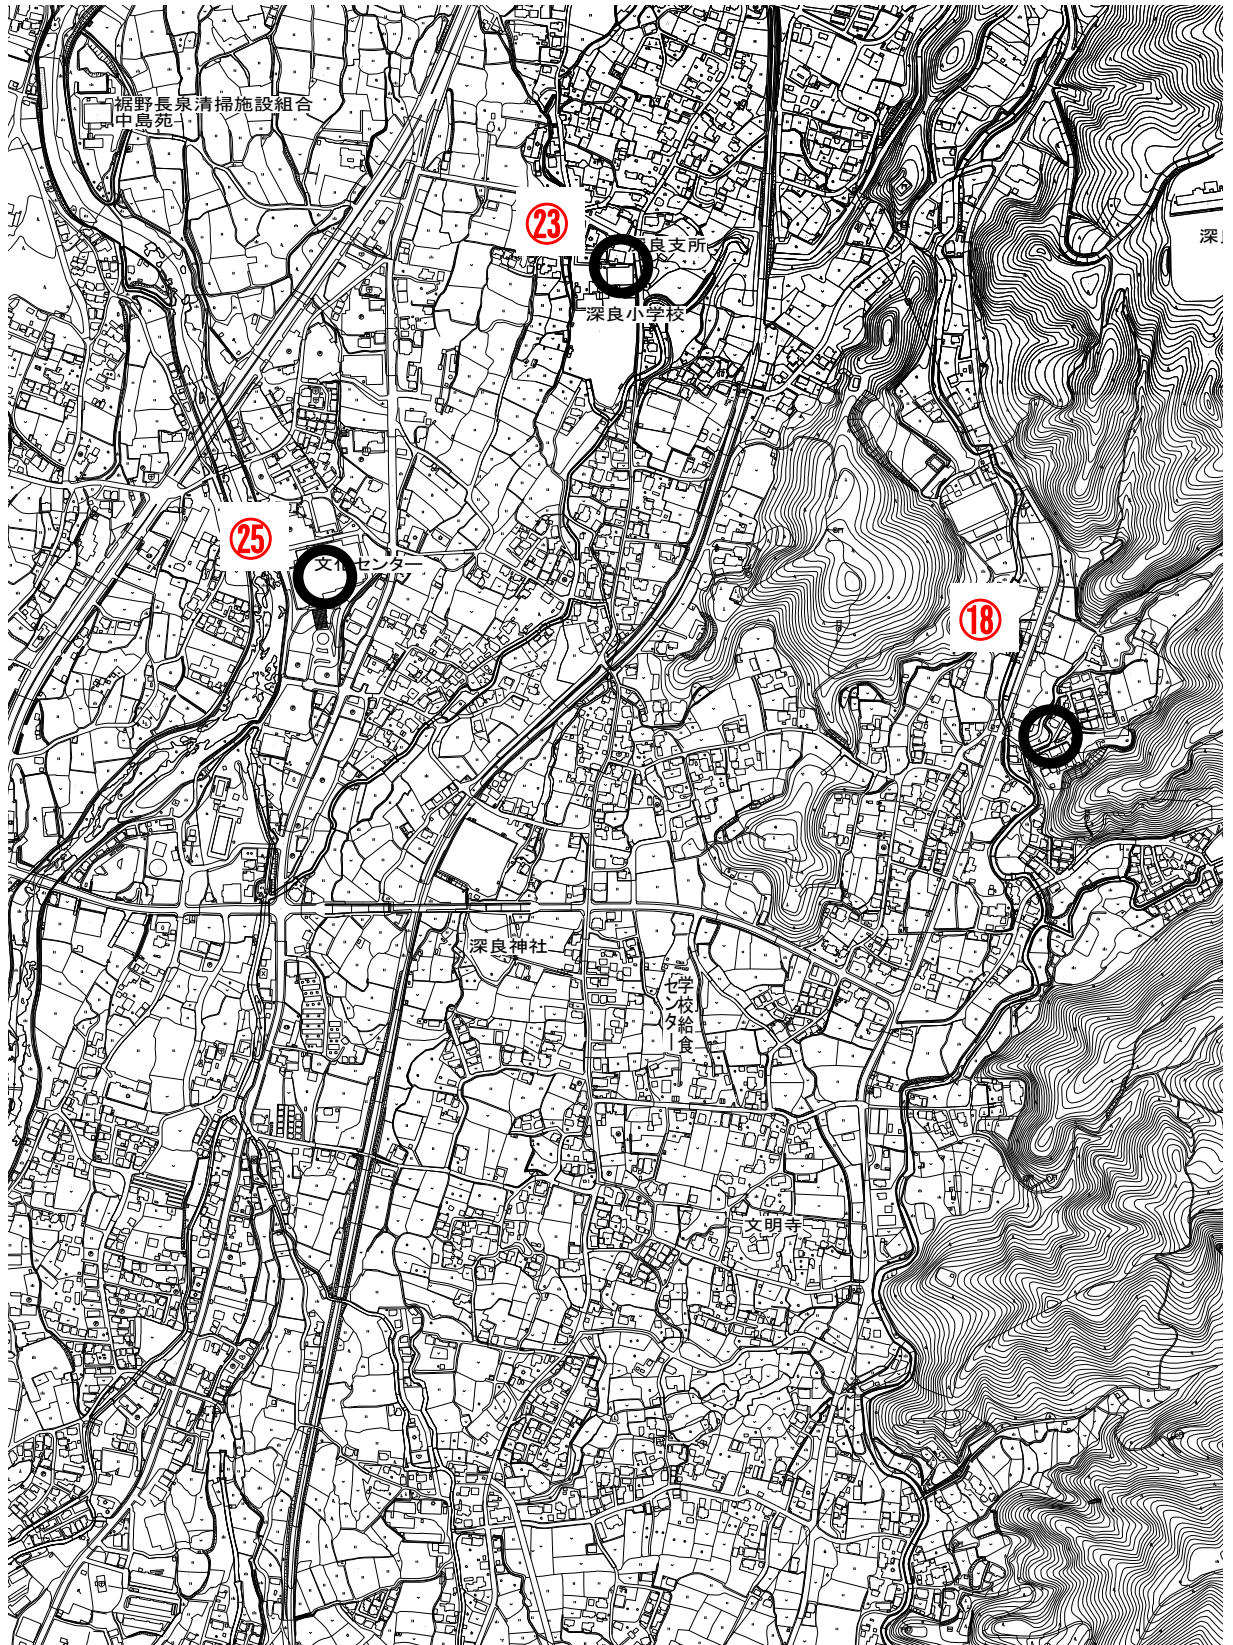 裾野長泉清掃施設組合
中島苑
㉓
良支所
深良小学校
深
㉕
文化センター
⑱
深良神社
学校給食
センター
文明寺